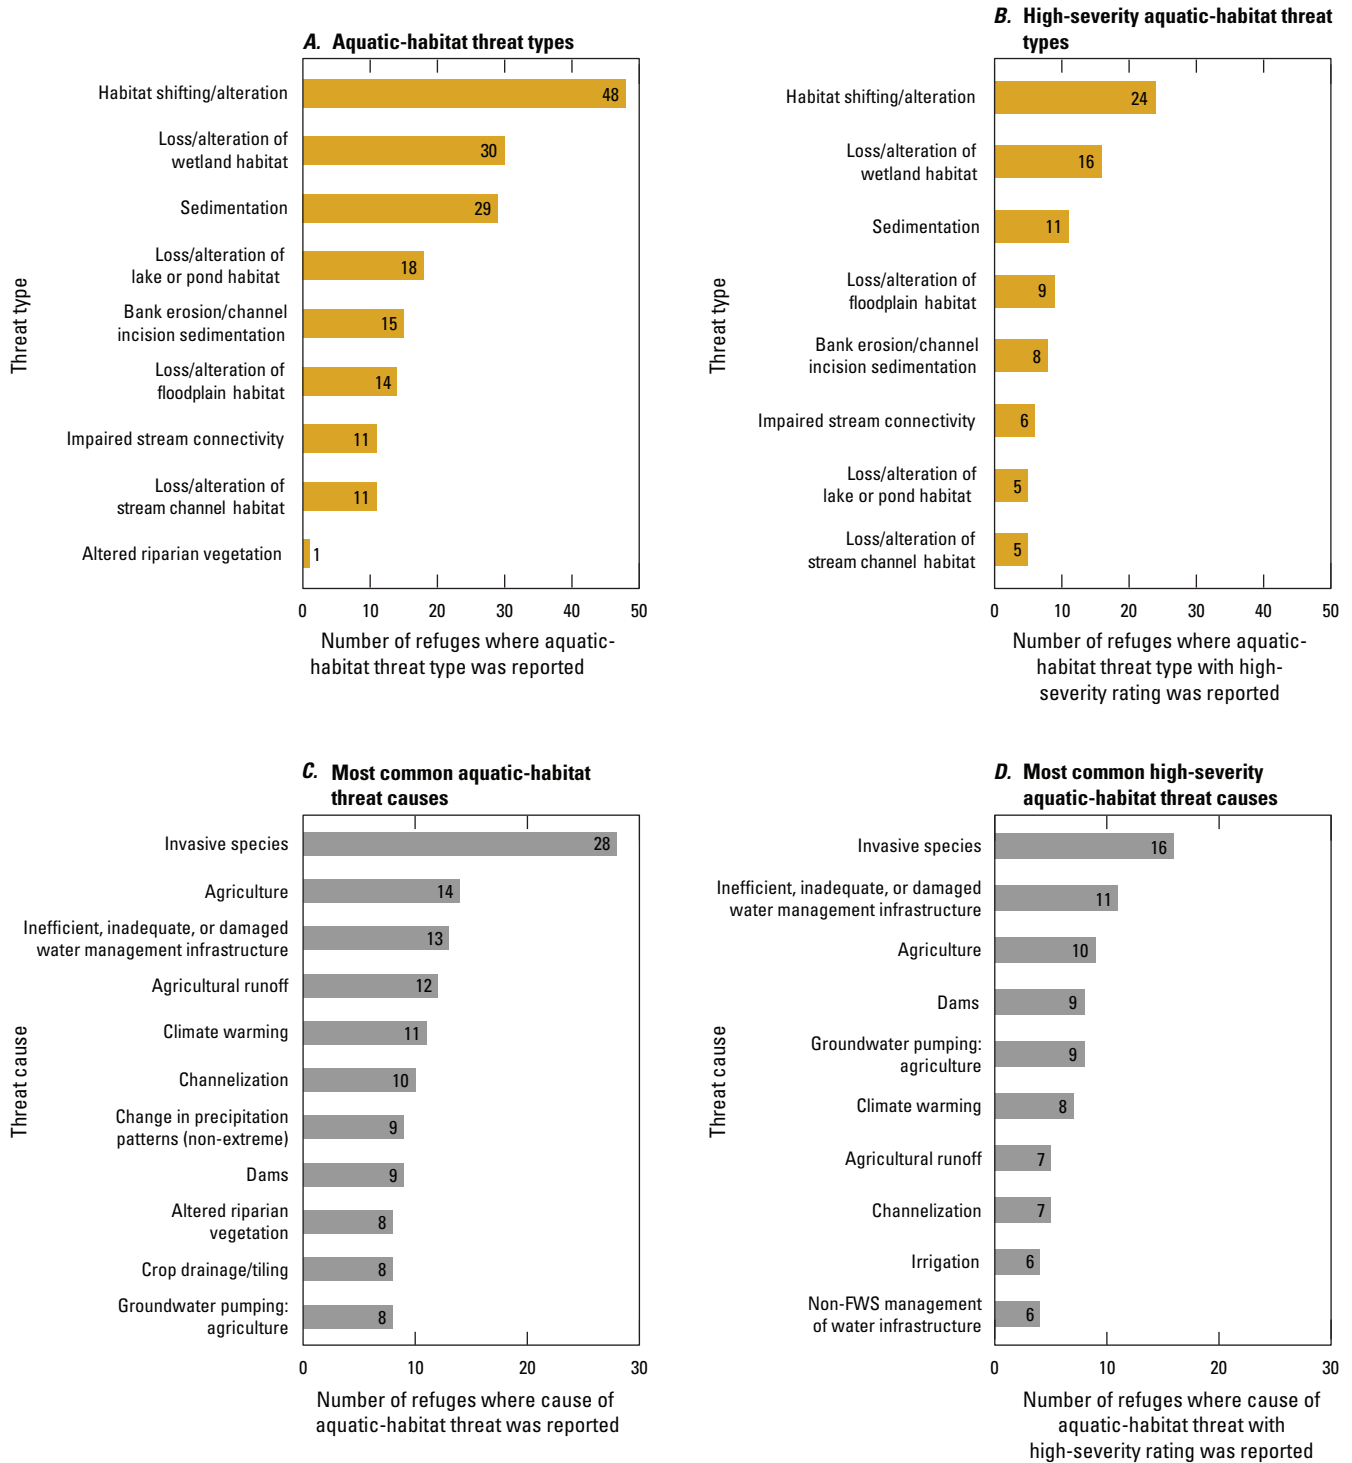 A. Aquatic-habitat threat types
Threat type
Habitat shifting/alteration
48
Loss/alteration of
wetland habitat
30
Sedimentation
29
Loss/alteration of
lake or pond habitat
18
Bank erosion/channel
incision sedimentation
15
Loss/alteration of
floodplain habitat
14
Impaired stream connectivity
11
Loss/alteration of
stream channel habitat
11
Altered riparian vegetation
1
0 10 20 30 40 50
Number of refuges where aquatic-
habitat threat type was reported
B. High-severity aquatic-habitat threat
types
Threat type
Habitat shifting/alteration
24
Loss/alteration of
wetland habitat
16
Sedimentation
11
Loss/alteration of
floodplain habitat
9
Bank erosion/channel
incision sedimentation
8
Impaired stream connectivity
6
Loss/alteration of
lake or pond habitat
5
Loss/alteration of
stream channel habitat
5
0 10 20 30 40 50
Number of refuges where aquatic-
habitat threat type with high-
severity rating was reported
C. Most common aquatic-habitat
threat causes
Threat cause
Invasive species
28
Agriculture
14
Inefficient, inadequate, or damaged
water management infrastructure
13
Agricultural runoff
12
Climate warming
11
Channelization
10
Change in precipitation
patterns (non-extreme)
9
Dams
9
Altered riparian
vegetation
8
Crop drainage/tiling
8
Groundwater pumping:
agriculture
8
0 10 20 30
Number of refuges where cause of
aquatic-habitat threat was reported
D. Most common high-severity
aquatic-habitat threat causes
Threat cause
Invasive species
16
Inefficient, inadequate, or damaged
water management infrastructure
11
Agriculture
10
Dams
9
Groundwater pumping:
agriculture
9
Climate warming
8
Agricultural runoff
7
Channelization
7
Irrigation
6
Non-FWS management
of water infrastructure
6
0 10 20 30
Number of refuges where cause of
aquatic-habitat threat with
high-severity rating was reported